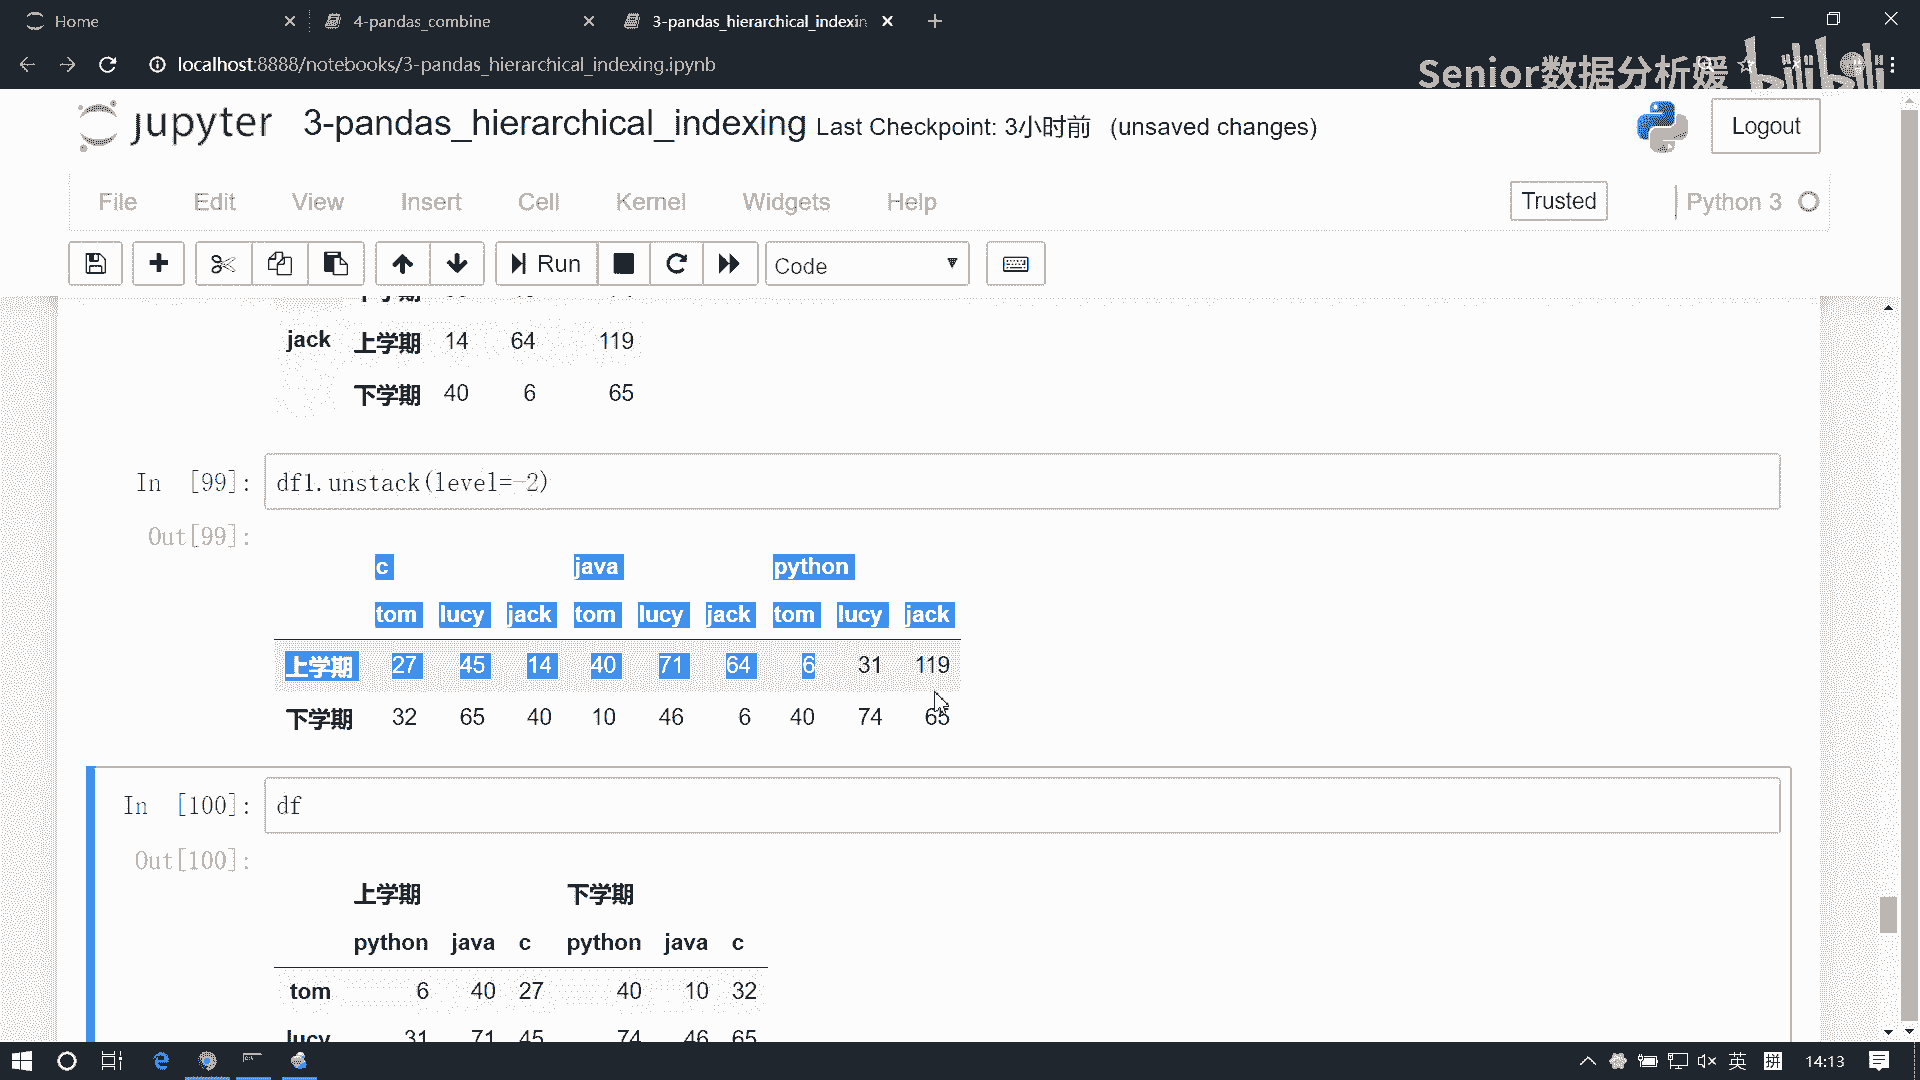 Home
4-pandas_combine
3-pandas_hierarchical_indexin
localhost:8888/notebooks/3-pandas_hierarchical_indexing.ipynb
Senior数据分析媛
bilibili
jupyter 3-pandas_hierarchical_indexing Last Checkpoint: 3小时前 (unsaved changes)
Logout
File Edit View Insert Cell Kernel Widgets Help
Trusted
Python 3
Run
Code
jack 上学期 14 64 119
下学期 40 6 65
In [99]: df1.unstack(level=-2)
Out[99]:
c java python
tom lucy jack tom lucy jack tom lucy jack
上学期 27 45 14 40 71 64 6 31 119
下学期 32 65 40 10 46 6 40 74 65
In [100]: df
Out[100]:
上学期 下学期
python java c python java c
tom 6 40 27 40 10 32
lucy 31 71 45 74 46 65
英 拼 14:13